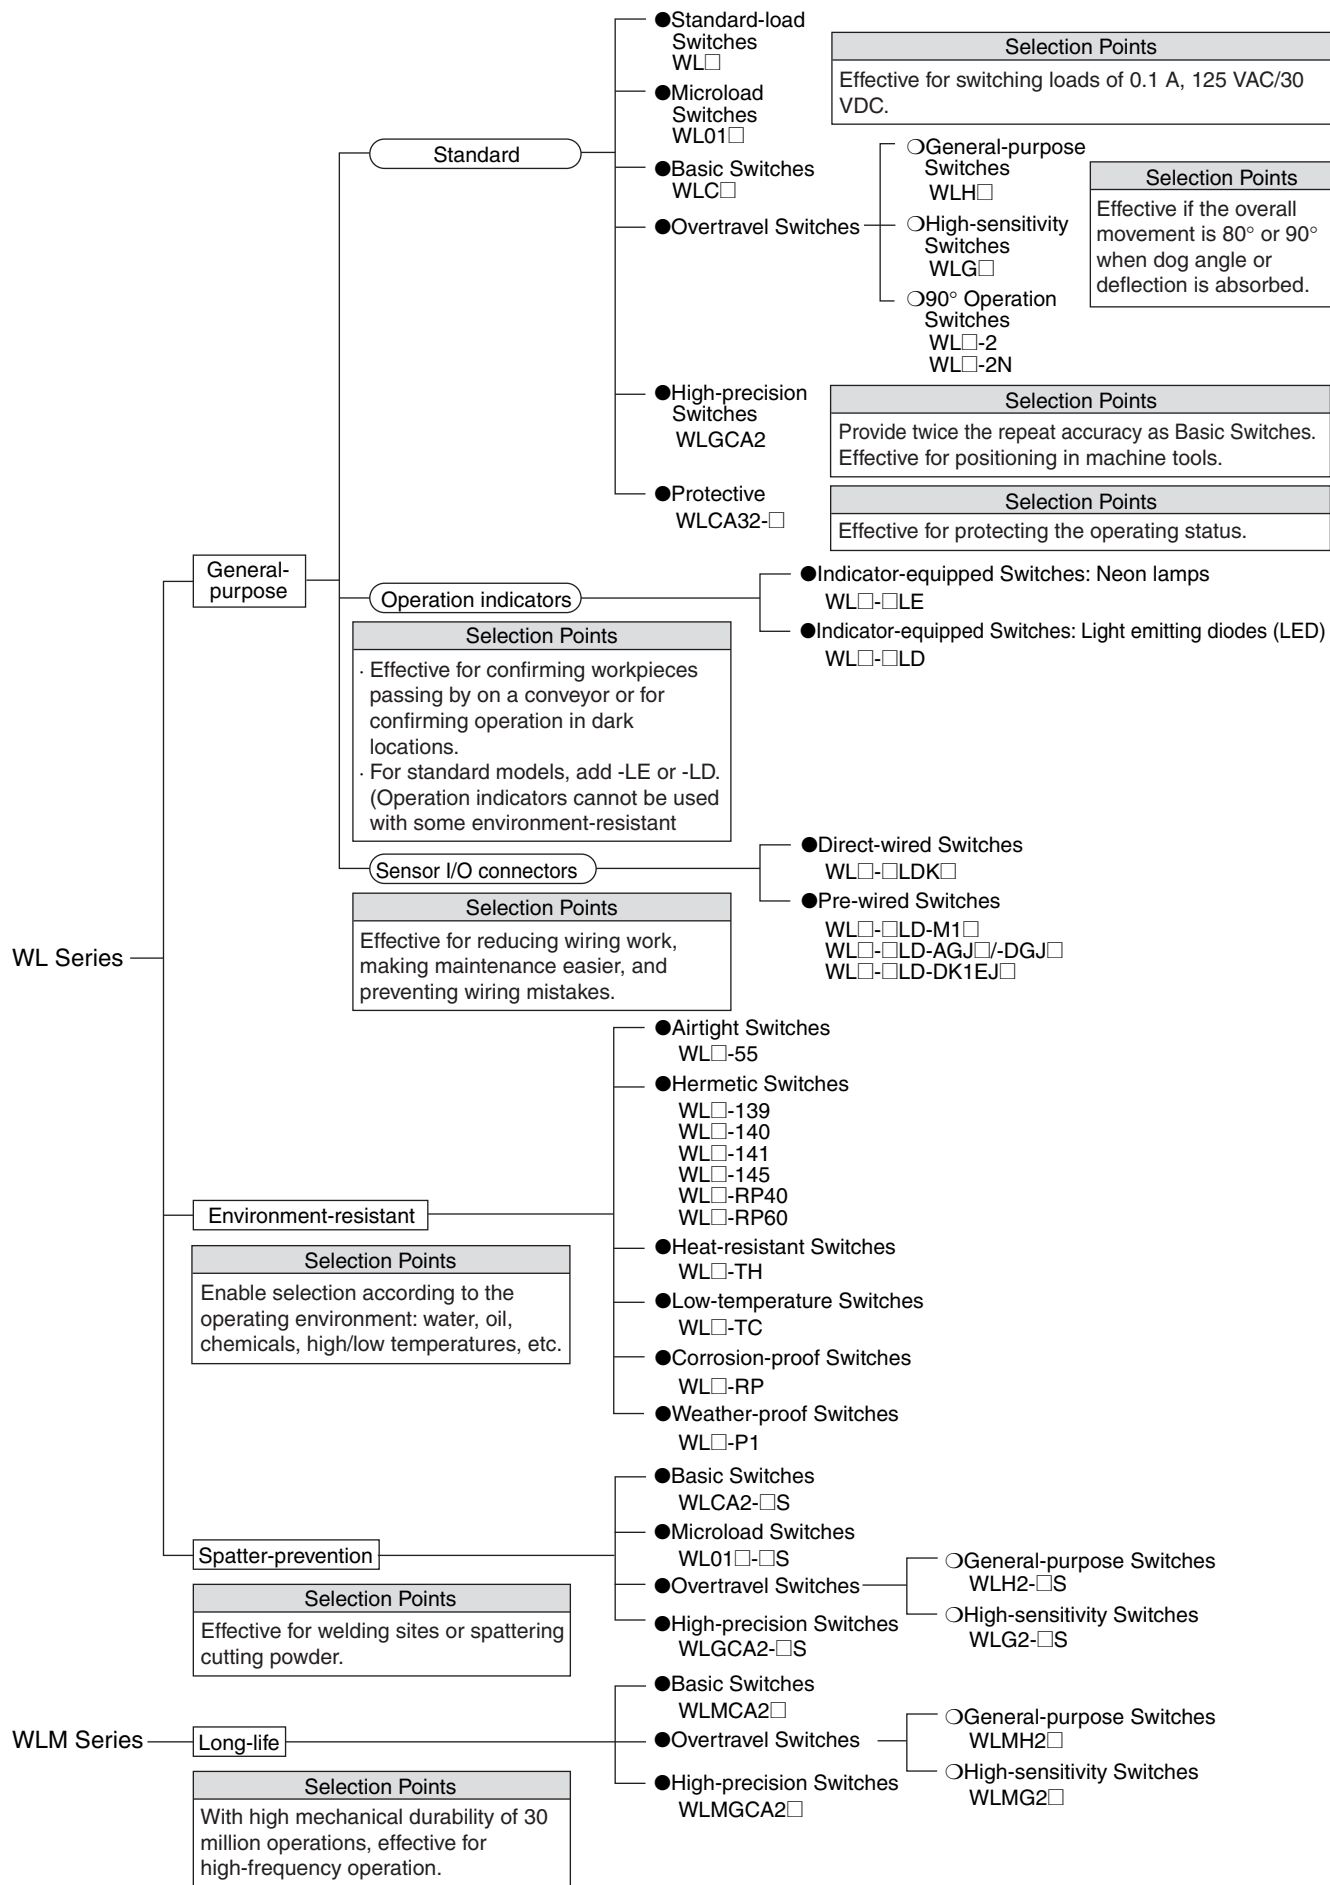 ●Standard-load
Switches
WL□
Selection Points
Effective for switching loads of 0.1 A, 125 VAC/30
VDC.
●Microload
Switches
WL01□
Standard
●Basic Switches
WLC□
●Overtravel Switches
❍General-purpose
Switches
WLH□
❍High-sensitivity
Switches
WLG□
❍90° Operation
Switches
WL□-2
WL□-2N
Selection Points
Effective if the overall
movement is 80° or 90°
when dog angle or
deflection is absorbed.
●High-precision
Switches
WLGCA2
Selection Points
Provide twice the repeat accuracy as Basic Switches.
Effective for positioning in machine tools.
●Protective
WLCA32-□
Selection Points
Effective for protecting the operating status.
General-
purpose
Operation indicators
●Indicator-equipped Switches: Neon lamps
WL□-□LE
●Indicator-equipped Switches: Light emitting diodes (LED)
WL□-□LD
Selection Points
· Effective for confirming workpieces
passing by on a conveyor or for
confirming operation in dark
locations.
· For standard models, add -LE or -LD.
(Operation indicators cannot be used
with some environment-resistant
Sensor I/O connectors
●Direct-wired Switches
WL□-□LDK□
●Pre-wired Switches
WL□-□LD-M1□
WL□-□LD-AGJ□/-DGJ□
WL□-□LD-DK1EJ□
Selection Points
Effective for reducing wiring work,
making maintenance easier, and
preventing wiring mistakes.
WL Series
●Airtight Switches
WL□-55
●Hermetic Switches
WL□-139
WL□-140
WL□-141
WL□-145
WL□-RP40
WL□-RP60
Environment-resistant
Selection Points
Enable selection according to the
operating environment: water, oil,
chemicals, high/low temperatures, etc.
●Heat-resistant Switches
WL□-TH
●Low-temperature Switches
WL□-TC
●Corrosion-proof Switches
WL□-RP
●Weather-proof Switches
WL□-P1
●Basic Switches
WLCA2-□S
●Microload Switches
WL01□-□S
Spatter-prevention
●Overtravel Switches
❍General-purpose Switches
WLH2-□S
❍High-sensitivity Switches
WLG2-□S
●High-precision Switches
WLGCA2-□S
Selection Points
Effective for welding sites or spattering
cutting powder.
●Basic Switches
WLMCA2□
WLM Series
Long-life
●Overtravel Switches
❍General-purpose Switches
WLMH2□
❍High-sensitivity Switches
WLMG2□
●High-precision Switches
WLMGCA2□
Selection Points
With high mechanical durability of 30
million operations, effective for
high-frequency operation.